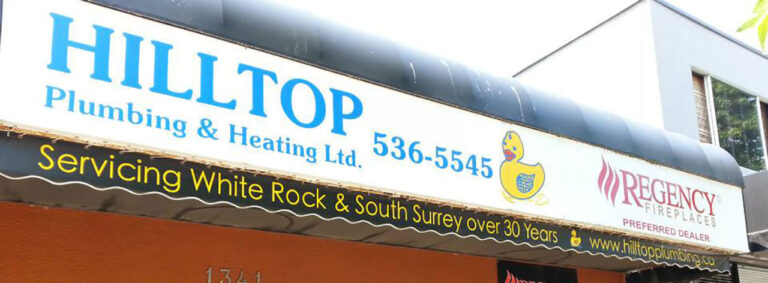 HILLTOP
Plumbing & Heating Ltd.
536-5545
REGENCY
FIREPLACES
PREFERRED DEALER
Servicing White Rock & South Surrey over 30 Years
www.hilltopplumbing.ca
1341
REGENCY